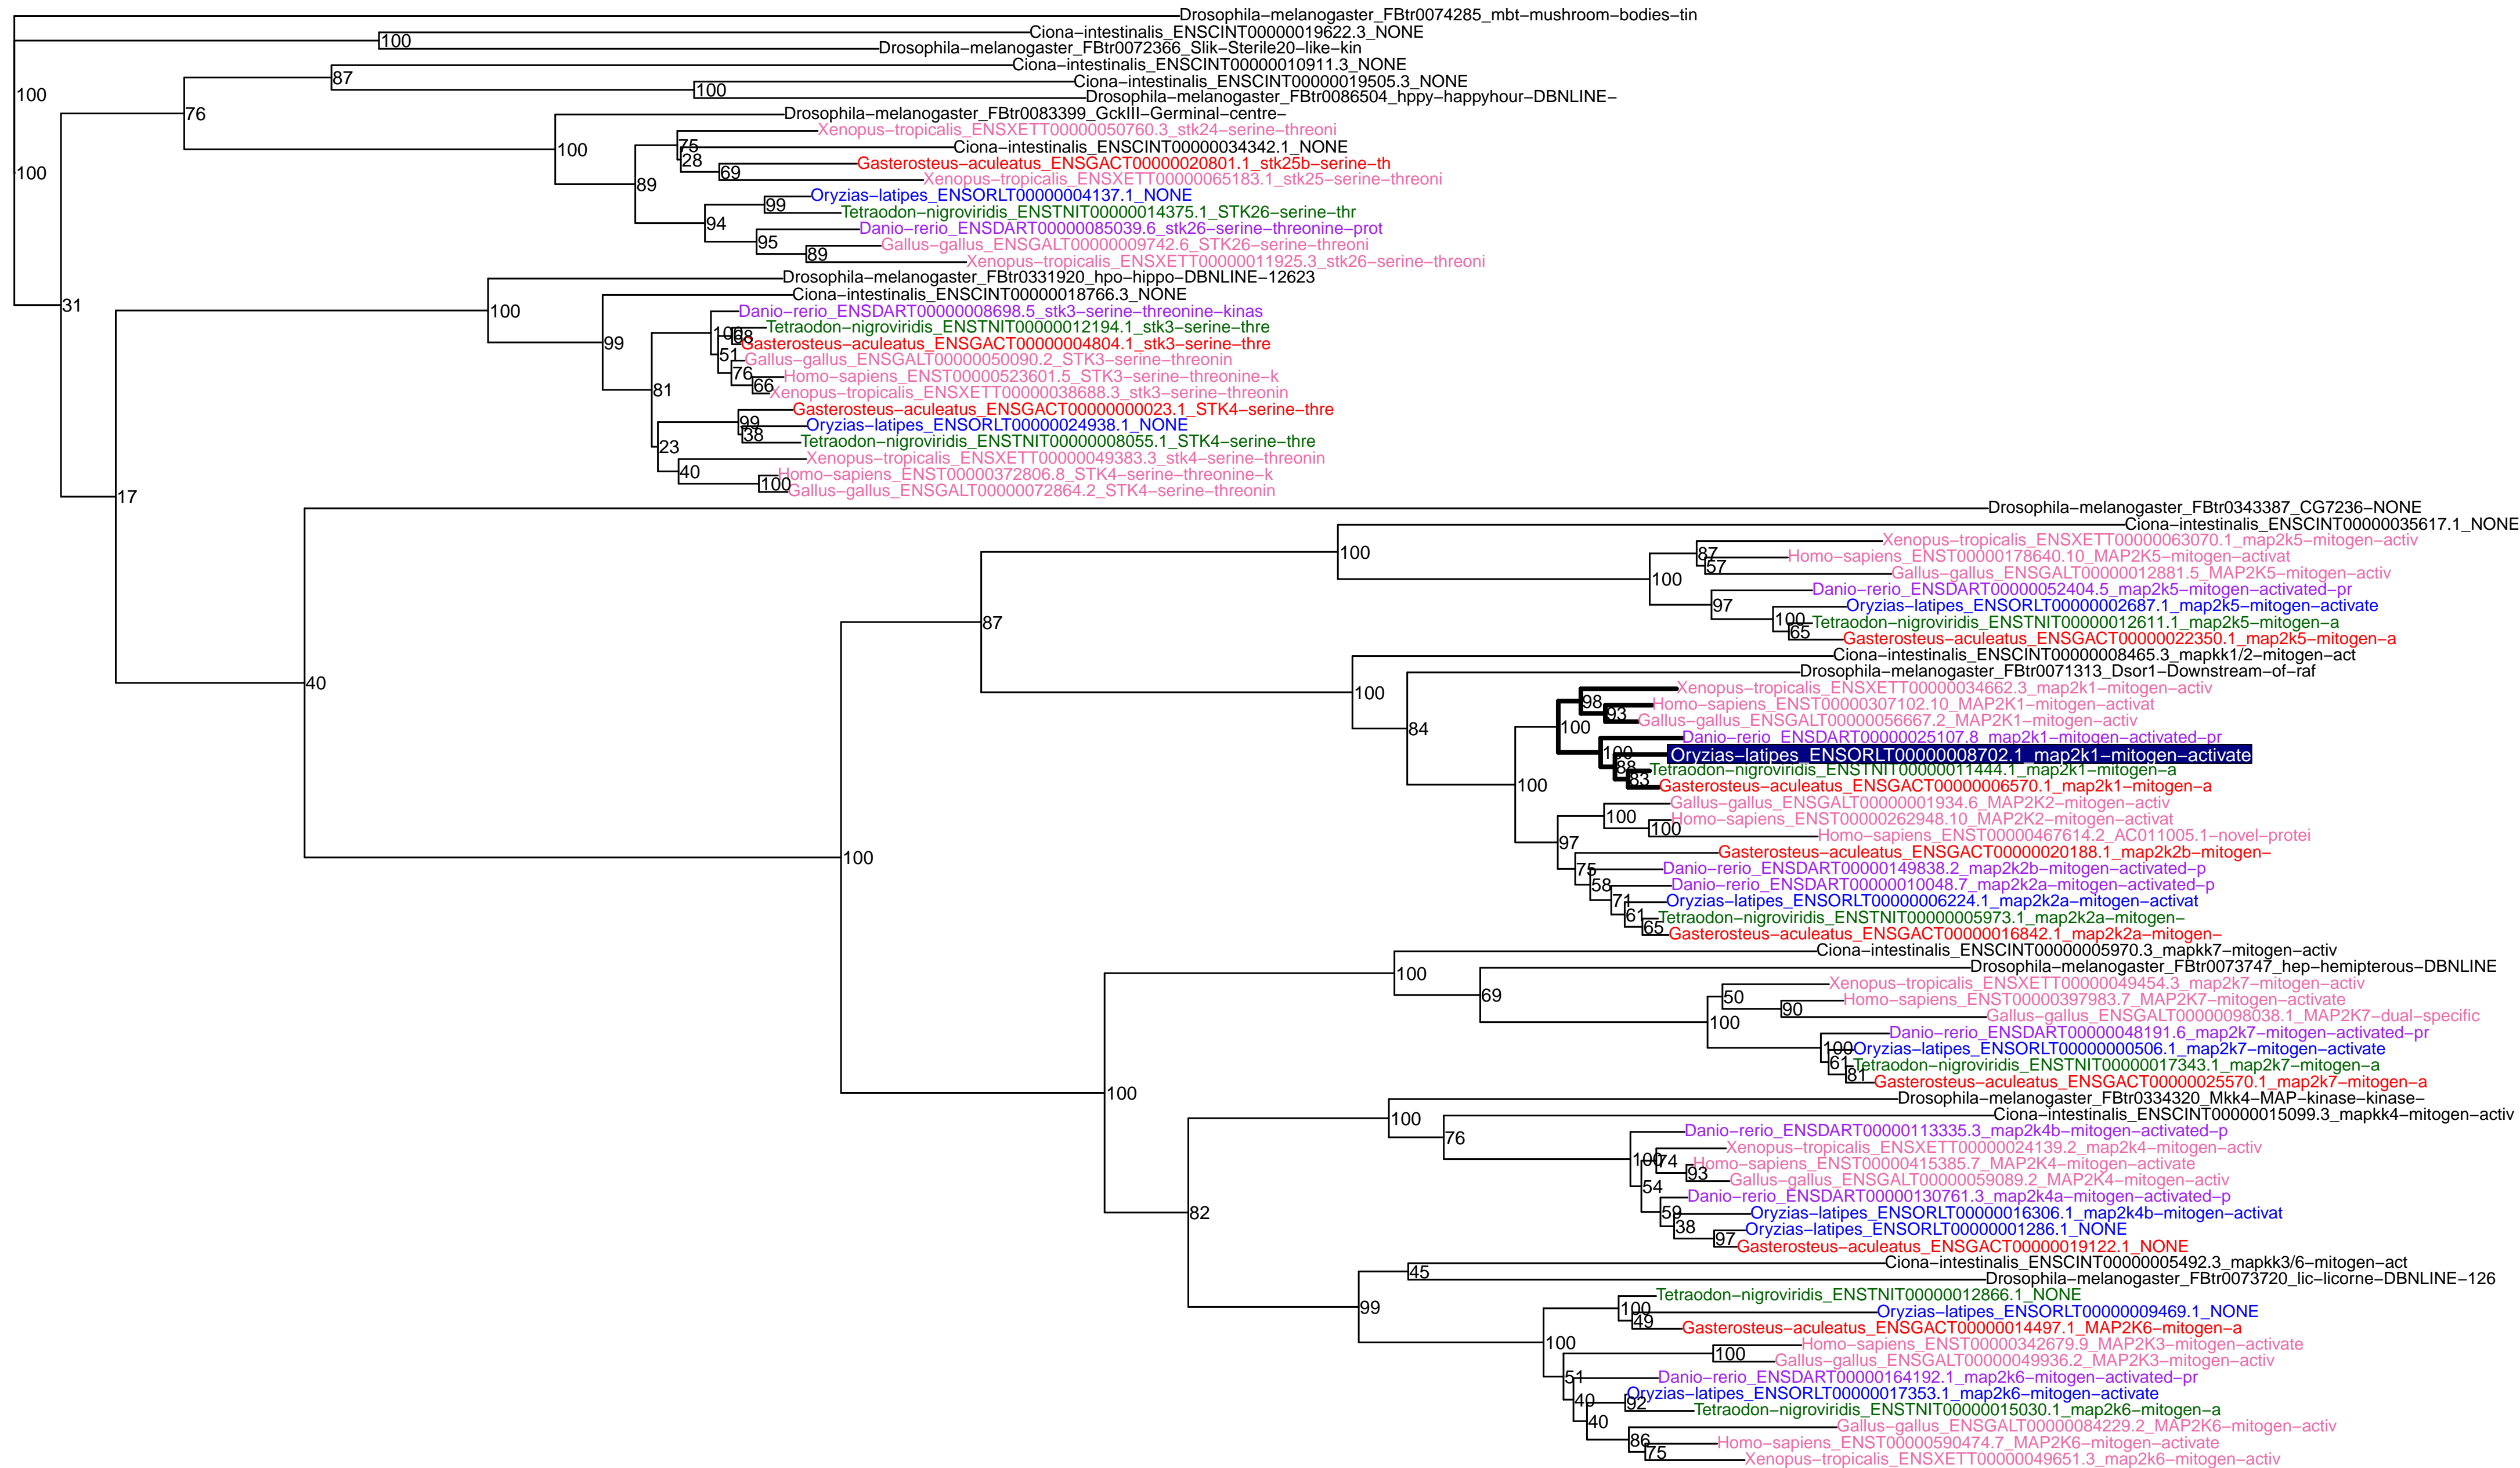 Drosophila−melanogaster_FBtr0074285_mbt−mushroom−bodies−tin
Ciona−intestinalis_ENSCINT00000019622.3_NONE
100
Drosophila−melanogaster_FBtr0072366_Slik−Sterile20−like−kin
Ciona−intestinalis_ENSCINT00000010911.3_NONE
87
Ciona−intestinalis_ENSCINT00000019505.3_NONE
100
100
Drosophila−melanogaster_FBtr0086504_hppy−happyhour−DBNLINE−
76
Drosophila−melanogaster_FBtr0083399_GckIII−Germinal−centre−
Xenopus−tropicalis_ENSXETT00000050760.3_stk24−serine−threoni
100
75
Ciona−intestinalis_ENSCINT00000034342.1_NONE
28
Gasterosteus−aculeatus_ENSGACT00000020801.1_stk25b−serine−th
100
69
Xenopus−tropicalis_ENSXETT00000065183.1_stk25−serine−threoni
89
Oryzias−latipes_ENSORLT00000004137.1_NONE
99
Tetraodon−nigroviridis_ENSTNIT00000014375.1_STK26−serine−thr
94
Danio−rerio_ENSDART00000085039.6_stk26−serine−threonine−prot
95
Gallus−gallus_ENSGALT00000009742.6_STK26−serine−threoni
89
Xenopus−tropicalis_ENSXETT00000011925.3_stk26−serine−threoni
Drosophila−melanogaster_FBtr0331920_hpo−hippo−DBNLINE−12623
31
Ciona−intestinalis_ENSCINT00000018766.3_NONE
100
Danio−rerio_ENSDART00000008698.5_stk3−serine−threonine−kinas
Tetraodon−nigroviridis_ENSTNIT00000012194.1_stk3−serine−thre
100
68
99
Gasterosteus−aculeatus_ENSGACT00000004804.1_stk3−serine−thre
51
Gallus−gallus_ENSGALT00000050090.2_STK3−serine−threonin
76
Homo−sapiens_ENST00000523601.5_STK3−serine−threonine−k
66
81
Xenopus−tropicalis_ENSXETT00000038688.3_stk3−serine−threonin
Gasterosteus−aculeatus_ENSGACT00000000023.1_STK4−serine−thre
99
Oryzias−latipes_ENSORLT00000024938.1_NONE
38
Tetraodon−nigroviridis_ENSTNIT00000008055.1_STK4−serine−thre
23
Xenopus−tropicalis_ENSXETT00000049383.3_stk4−serine−threonin
40
Homo−sapiens_ENST00000372806.8_STK4−serine−threonine−k
100
Gallus−gallus_ENSGALT00000072864.2_STK4−serine−threonin
17
Drosophila−melanogaster_FBtr0343387_CG7236−NONE
Ciona−intestinalis_ENSCINT00000035617.1_NONE
Xenopus−tropicalis_ENSXETT00000063070.1_map2k5−mitogen−activ
100
87
Homo−sapiens_ENST00000178640.10_MAP2K5−mitogen−activat
57
Gallus−gallus_ENSGALT00000012881.5_MAP2K5−mitogen−activ
100
Danio−rerio_ENSDART00000052404.5_map2k5−mitogen−activated−pr
97
Oryzias−latipes_ENSORLT00000002687.1_map2k5−mitogen−activate
100
Tetraodon−nigroviridis_ENSTNIT00000012611.1_map2k5−mitogen−a
87
65
Gasterosteus−aculeatus_ENSGACT00000022350.1_map2k5−mitogen−a
Ciona−intestinalis_ENSCINT00000008465.3_mapkk1/2−mitogen−act
Drosophila−melanogaster_FBtr0071313_Dsor1−Downstream−of−raf
40
100
Xenopus−tropicalis_ENSXETT00000034662.3_map2k1−mitogen−activ
98
Homo−sapiens_ENST00000307102.10_MAP2K1−mitogen−activat
93
Gallus−gallus_ENSGALT00000056667.2_MAP2K1−mitogen−activ
84
100
Danio−rerio_ENSDART00000025107.8_map2k1−mitogen−activated−pr
100
Oryzias−latipes_ENSORLT00000008702.1_map2k1−mitogen−activate
88
Tetraodon−nigroviridis_ENSTNIT00000011444.1_map2k1−mitogen−a
83
100
Gasterosteus−aculeatus_ENSGACT00000006570.1_map2k1−mitogen−a
Gallus−gallus_ENSGALT00000001934.6_MAP2K2−mitogen−activ
100
Homo−sapiens_ENST00000262948.10_MAP2K2−mitogen−activat
100
Homo−sapiens_ENST00000467614.2_AC011005.1−novel−protei
97
Gasterosteus−aculeatus_ENSGACT00000020188.1_map2k2b−mitogen−
100
75
Danio−rerio_ENSDART00000149838.2_map2k2b−mitogen−activated−p
58
Danio−rerio_ENSDART00000010048.7_map2k2a−mitogen−activated−p
71
Oryzias−latipes_ENSORLT00000006224.1_map2k2a−mitogen−activat
61
Tetraodon−nigroviridis_ENSTNIT00000005973.1_map2k2a−mitogen−
65
Gasterosteus−aculeatus_ENSGACT00000016842.1_map2k2a−mitogen−
Ciona−intestinalis_ENSCINT00000005970.3_mapkk7−mitogen−activ
100
Drosophila−melanogaster_FBtr0073747_hep−hemipterous−DBNLINE
Xenopus−tropicalis_ENSXETT00000049454.3_map2k7−mitogen−activ
69
50
Homo−sapiens_ENST00000397983.7_MAP2K7−mitogen−activate
90
Gallus−gallus_ENSGALT00000098038.1_MAP2K7−dual−specific
100
Danio−rerio_ENSDART00000048191.6_map2k7−mitogen−activated−pr
100
Oryzias−latipes_ENSORLT00000000506.1_map2k7−mitogen−activate
61
Tetraodon−nigroviridis_ENSTNIT00000017343.1_map2k7−mitogen−a
81
Gasterosteus−aculeatus_ENSGACT00000025570.1_map2k7−mitogen−a
100
Drosophila−melanogaster_FBtr0334320_Mkk4−MAP−kinase−kinase−
100
Ciona−intestinalis_ENSCINT00000015099.3_mapkk4−mitogen−activ
76
Danio−rerio_ENSDART00000113335.3_map2k4b−mitogen−activated−p
Xenopus−tropicalis_ENSXETT00000024139.2_map2k4−mitogen−activ
100
74
Homo−sapiens_ENST00000415385.7_MAP2K4−mitogen−activate
93
Gallus−gallus_ENSGALT00000059089.2_MAP2K4−mitogen−activ
54
Danio−rerio_ENSDART00000130761.3_map2k4a−mitogen−activated−p
82
59
Oryzias−latipes_ENSORLT00000016306.1_map2k4b−mitogen−activat
38
Oryzias−latipes_ENSORLT00000001286.1_NONE
97
Gasterosteus−aculeatus_ENSGACT00000019122.1_NONE
Ciona−intestinalis_ENSCINT00000005492.3_mapkk3/6−mitogen−act
45
Drosophila−melanogaster_FBtr0073720_lic−licorne−DBNLINE−126
99
Tetraodon−nigroviridis_ENSTNIT00000012866.1_NONE
100
Oryzias−latipes_ENSORLT00000009469.1_NONE
49
Gasterosteus−aculeatus_ENSGACT00000014497.1_MAP2K6−mitogen−a
100
Homo−sapiens_ENST00000342679.9_MAP2K3−mitogen−activate
100
Gallus−gallus_ENSGALT00000049936.2_MAP2K3−mitogen−activ
51
Danio−rerio_ENSDART00000164192.1_map2k6−mitogen−activated−pr
40
Oryzias−latipes_ENSORLT00000017353.1_map2k6−mitogen−activate
92
Tetraodon−nigroviridis_ENSTNIT00000015030.1_map2k6−mitogen−a
40
Gallus−gallus_ENSGALT00000084229.2_MAP2K6−mitogen−activ
86
Homo−sapiens_ENST00000590474.7_MAP2K6−mitogen−activate
75
Xenopus−tropicalis_ENSXETT00000049651.3_map2k6−mitogen−activ